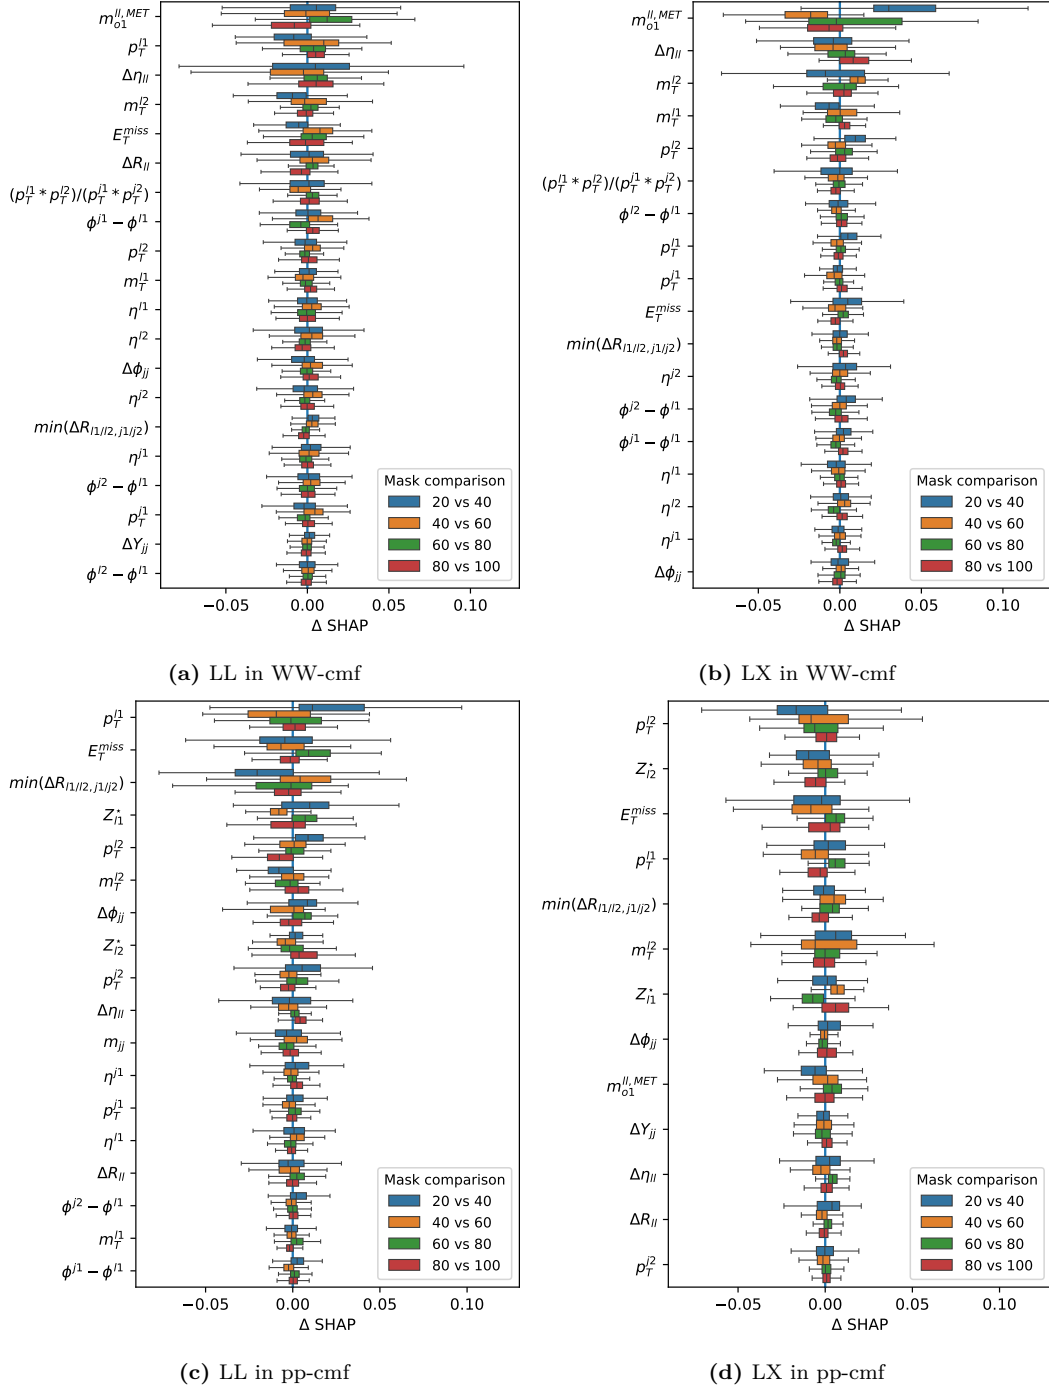 m_{o1}^{ll,MET}
p_T^{l1}
Δη_{ll}
m_T^{l2}
E_T^{miss}
ΔR_{ll}
(p_T^{l1} * p_T^{l2})/(p_T^{j1} * p_T^{j2})
ϕ^{j1} − ϕ^{l1}
p_T^{l2}
m_T^{l1}
η^{l1}
η^{l2}
Δϕ_{jj}
η^{j2}
min(ΔR_{l1/l2, j1/j2})
η^{j1}
ϕ^{j2} − ϕ^{l1}
p_T^{j1}
ΔY_{jj}
ϕ^{l2} − ϕ^{l1}
Mask comparison
20 vs 40
40 vs 60
60 vs 80
80 vs 100
−0.05 0.00 0.05 0.10
Δ SHAP
(a) LL in WW-cmf
m_{o1}^{ll,MET}
Δη_{ll}
m_T^{l2}
m_T^{l1}
p_T^{l2}
(p_T^{l1} * p_T^{l2})/(p_T^{j1} * p_T^{j2})
ϕ^{l2} − ϕ^{l1}
p_T^{l1}
p_T^{j1}
E_T^{miss}
min(ΔR_{l1/l2, j1/j2})
η^{j2}
ϕ^{j2} − ϕ^{l1}
ϕ^{j1} − ϕ^{l1}
η^{l1}
η^{l2}
η^{j1}
Δϕ_{jj}
Mask comparison
20 vs 40
40 vs 60
60 vs 80
80 vs 100
−0.05 0.00 0.05 0.10
Δ SHAP
(b) LX in WW-cmf
p_T^{l1}
E_T^{miss}
min(ΔR_{l1/l2, j1/j2})
Z_{l1}^⋆
p_T^{l2}
m_T^{l2}
Δϕ_{jj}
Z_{l2}^⋆
p_T^{j2}
Δη_{ll}
m_{jj}
η^{j1}
p_T^{j1}
η^{l1}
ΔR_{ll}
ϕ^{j2} − ϕ^{l1}
m_T^{l1}
ϕ^{j1} − ϕ^{l1}
Mask comparison
20 vs 40
40 vs 60
60 vs 80
80 vs 100
−0.05 0.00 0.05 0.10
Δ SHAP
(c) LL in pp-cmf
p_T^{l2}
Z_{l2}^⋆
E_T^{miss}
p_T^{l1}
min(ΔR_{l1/l2, j1/j2})
m_T^{l2}
Z_{l1}^⋆
Δϕ_{jj}
m_{o1}^{ll,MET}
ΔY_{jj}
Δη_{ll}
ΔR_{ll}
p_T^{j2}
Mask comparison
20 vs 40
40 vs 60
60 vs 80
80 vs 100
−0.05 0.00 0.05 0.10
Δ SHAP
(d) LX in pp-cmf